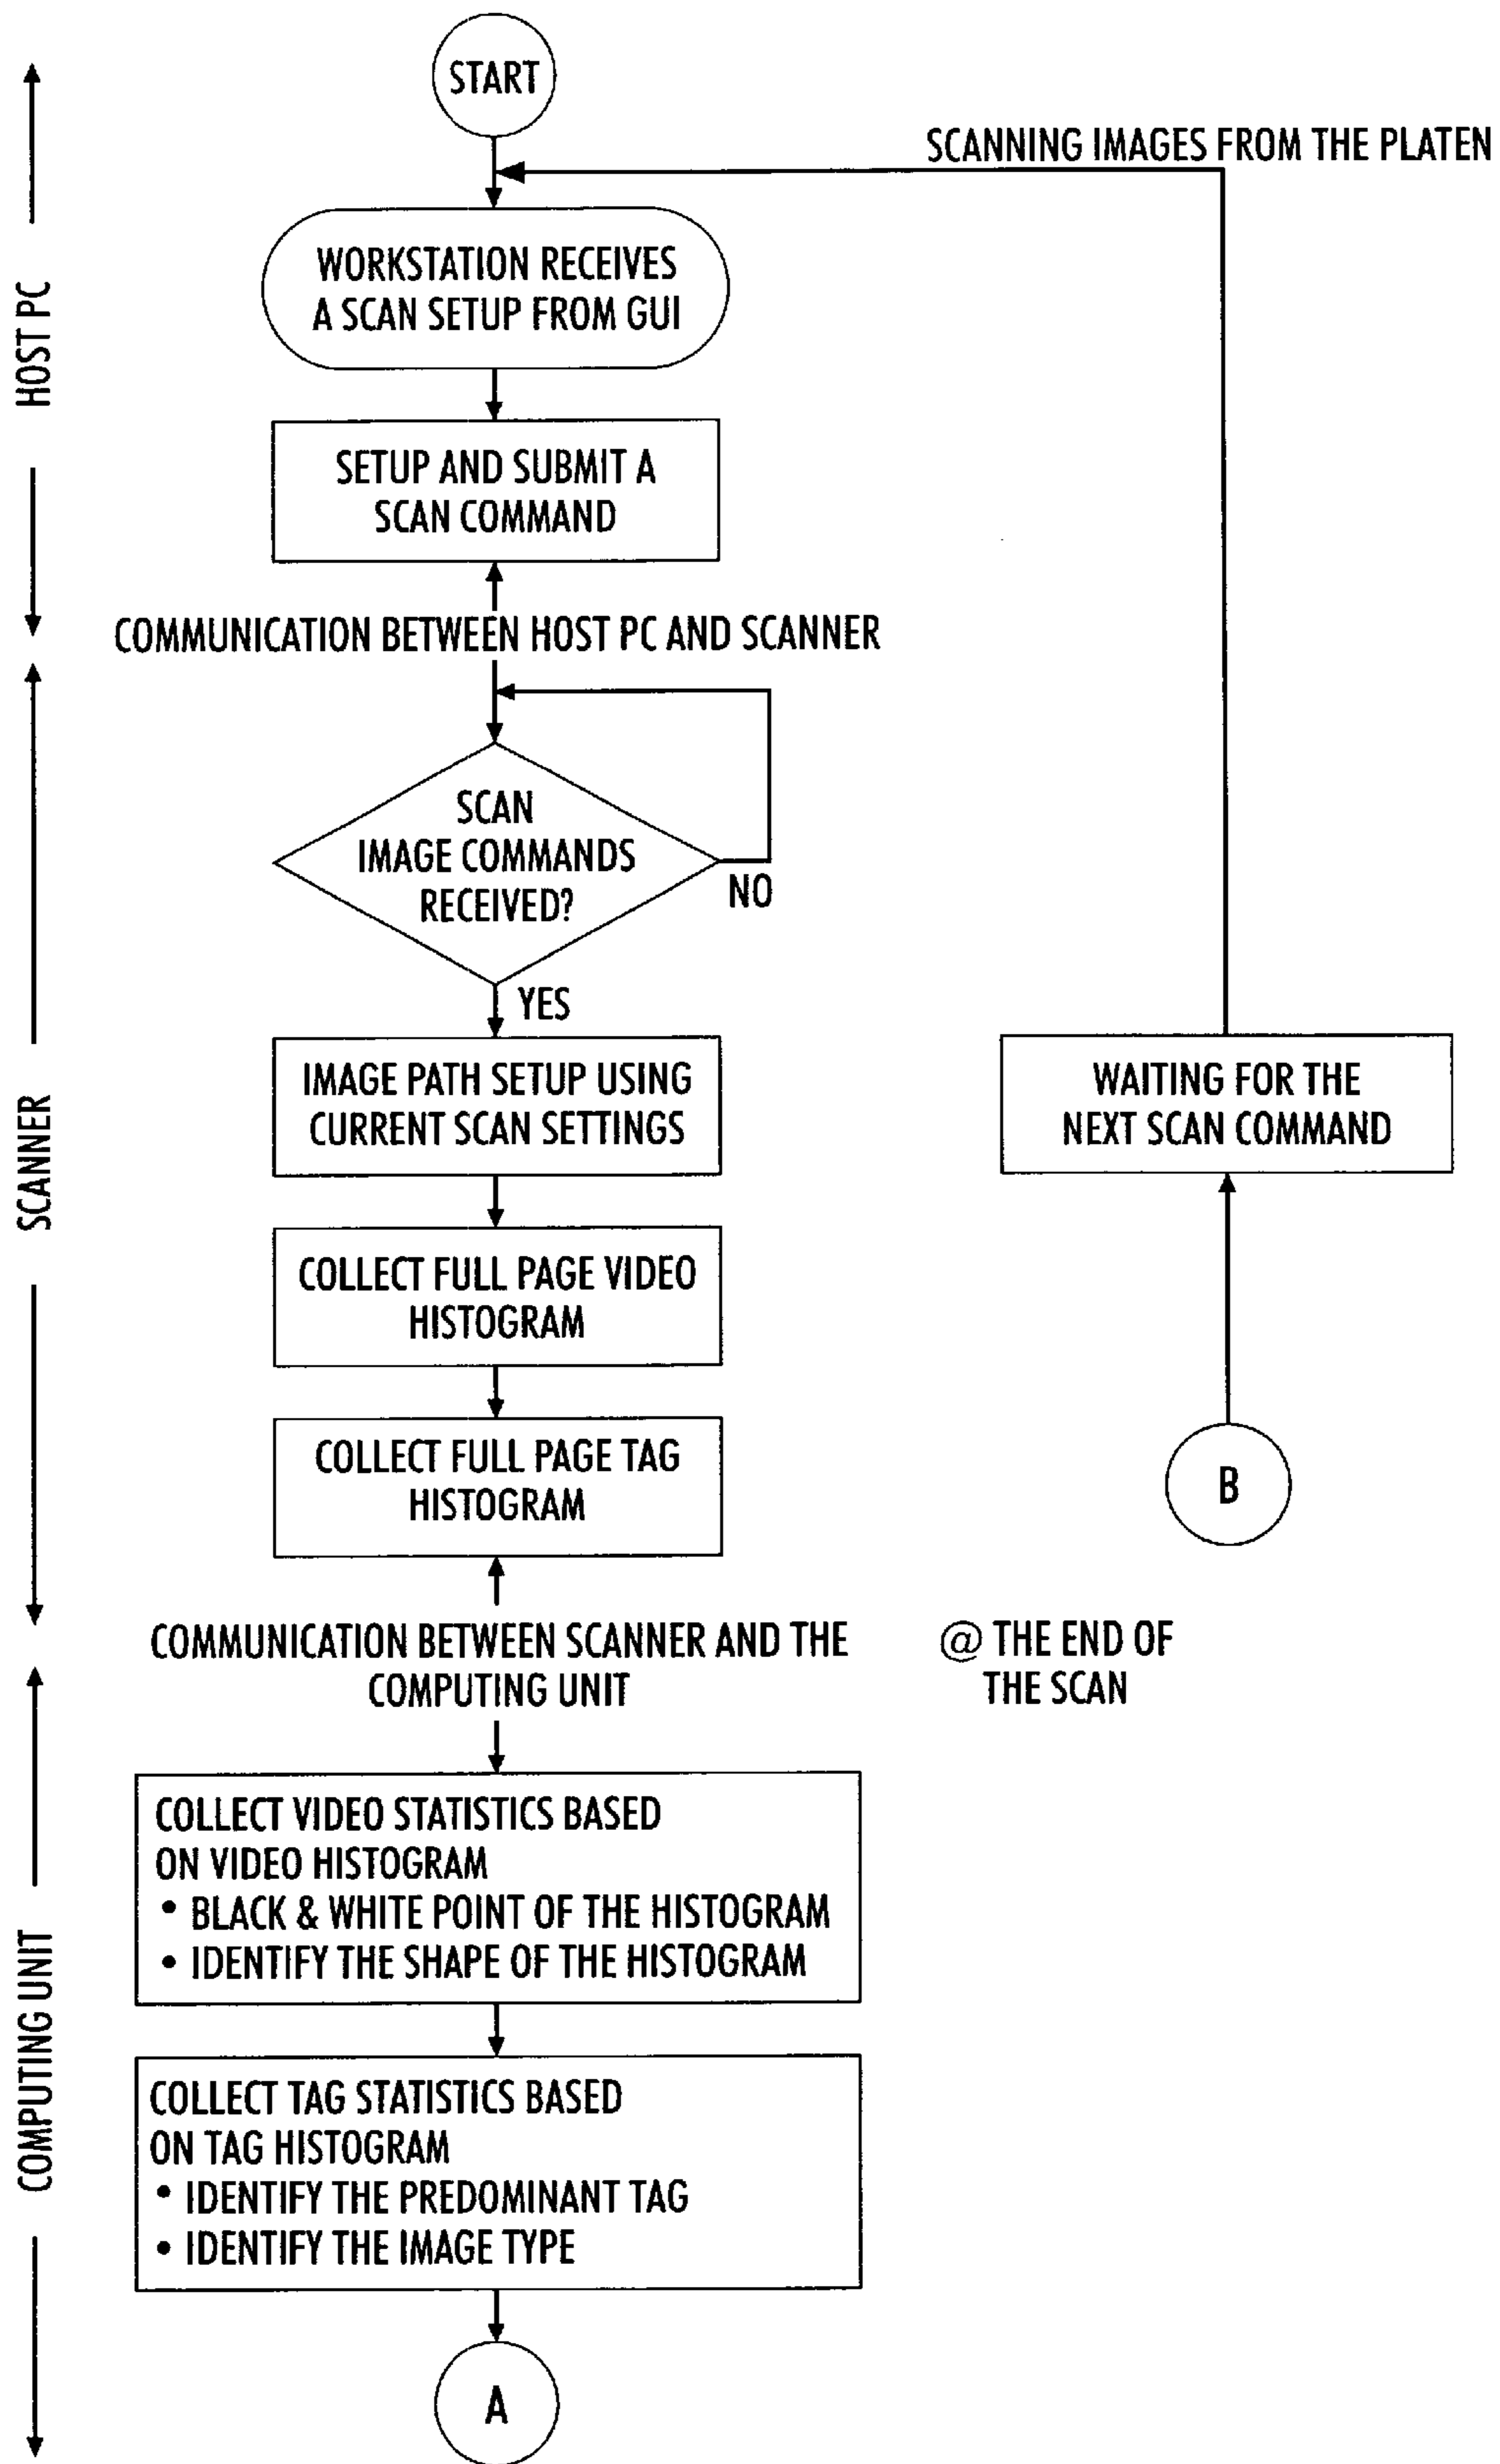 START
SCANNING IMAGES FROM THE PLATEN
WORKSTATION RECEIVES
A SCAN SETUP FROM GUI
HOST PC
SETUP AND SUBMIT A
SCAN COMMAND
COMMUNICATION BETWEEN HOST PC AND SCANNER
SCAN
IMAGE COMMANDS
RECEIVED?
NO
YES
IMAGE PATH SETUP USING
CURRENT SCAN SETTINGS
WAITING FOR THE
NEXT SCAN COMMAND
SCANNER
COLLECT FULL PAGE VIDEO
HISTOGRAM
COLLECT FULL PAGE TAG
HISTOGRAM
B
COMMUNICATION BETWEEN SCANNER AND THE
COMPUTING UNIT
@ THE END OF
THE SCAN
COLLECT VIDEO STATISTICS BASED
ON VIDEO HISTOGRAM
• BLACK & WHITE POINT OF THE HISTOGRAM
• IDENTIFY THE SHAPE OF THE HISTOGRAM
COMPUTING UNIT
COLLECT TAG STATISTICS BASED
ON TAG HISTOGRAM
• IDENTIFY THE PREDOMINANT TAG
• IDENTIFY THE IMAGE TYPE
A